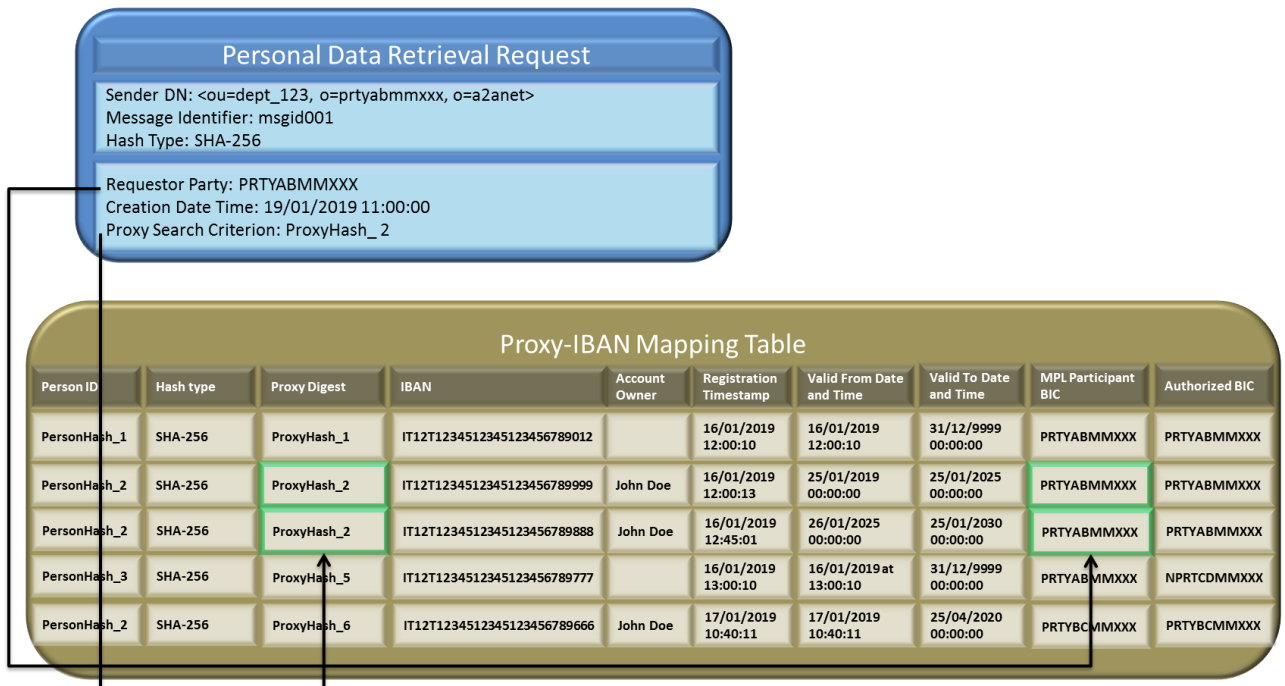 Personal Data Retrieval Request
Sender DN: <ou=dept_123, o=prtyabmmxxx, o=a2anet>
Message Identifier: msgid001
Hash Type: SHA-256
Requestor Party: PRTYABMMXXX
Creation Date Time: 19/01/2019 11:00:00
Proxy Search Criterion: ProxyHash_ 2
Proxy-IBAN Mapping Table
Person ID Hash type Proxy Digest IBAN Account Owner Registration Timestamp Valid From Date and Time Valid To Date and Time MPL Participant BIC Authorized BIC
PersonHash_1 SHA-256 ProxyHash_1 IT12T1234512345123456789012 16/01/2019 12:00:10 16/01/2019 12:00:10 31/12/9999 00:00:00 PRTYABMMXXX PRTYABMMXXX
PersonHash_2 SHA-256 ProxyHash_2 IT12T1234512345123456789999 John Doe 16/01/2019 12:00:13 25/01/2019 00:00:00 25/01/2025 00:00:00 PRTYABMMXXX PRTYABMMXXX
PersonHash_2 SHA-256 ProxyHash_2 IT12T1234512345123456789888 John Doe 16/01/2019 12:45:01 26/01/2025 00:00:00 25/01/2030 00:00:00 PRTYABMMXXX PRTYABMMXXX
PersonHash_3 SHA-256 ProxyHash_5 IT12T1234512345123456789777 16/01/2019 13:00:10 16/01/2019 at 13:00:10 31/12/9999 00:00:00 PRTYABMMXXX NPRTCDMMXXX
PersonHash_2 SHA-256 ProxyHash_6 IT12T1234512345123456789666 John Doe 17/01/2019 10:40:11 17/01/2019 10:40:11 25/04/2020 00:00:00 PRTYBCMMXXX PRTYBCMMXXX